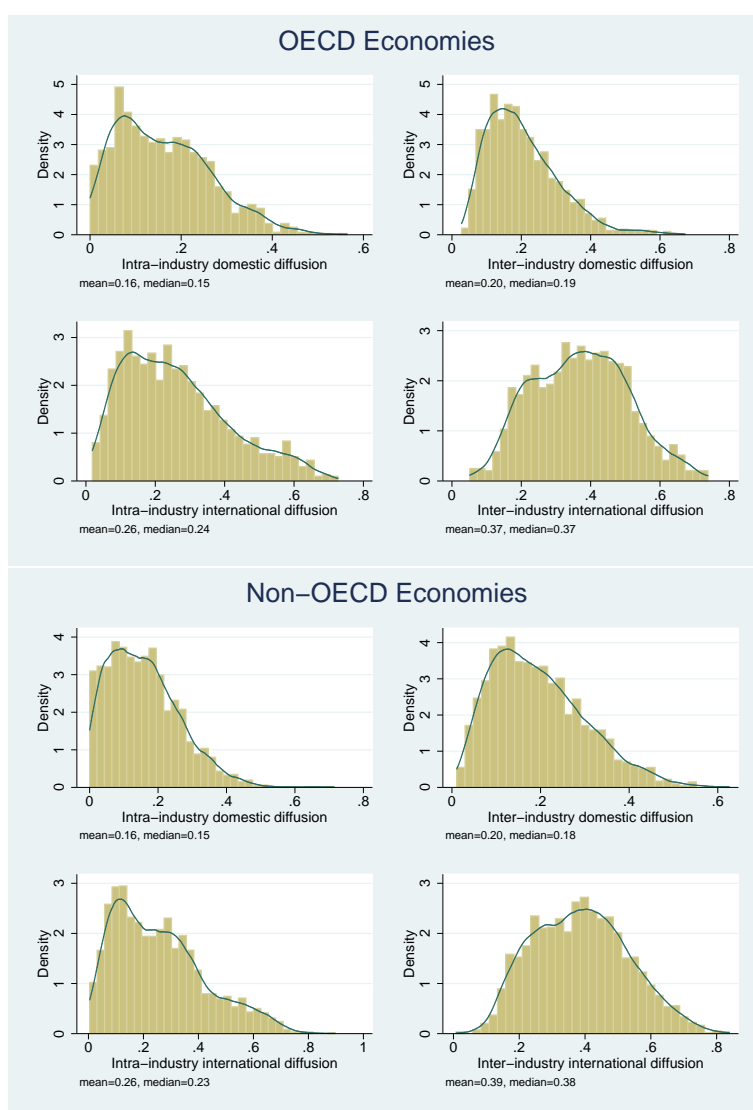 OECD Economies
Density
0 1 2 3 4 5
0 .2 .4 .6
Intra−industry domestic diffusion
mean=0.16, median=0.15
Density
0 1 2 3 4 5
0 .2 .4 .6 .8
Inter−industry domestic diffusion
mean=0.20, median=0.19
Density
0 1 2 3
0 .2 .4 .6 .8
Intra−industry international diffusion
mean=0.26, median=0.24
Density
0 1 2 3
0 .2 .4 .6 .8
Inter−industry international diffusion
mean=0.37, median=0.37
Non−OECD Economies
Density
0 1 2 3 4
0 .2 .4 .6 .8
Intra−industry domestic diffusion
mean=0.16, median=0.15
Density
0 1 2 3 4
0 .2 .4 .6
Inter−industry domestic diffusion
mean=0.20, median=0.18
Density
0 1 2 3
0 .2 .4 .6 .8 1
Intra−industry international diffusion
mean=0.26, median=0.23
Density
0 1 2 3
0 .2 .4 .6 .8
Inter−industry international diffusion
mean=0.39, median=0.38